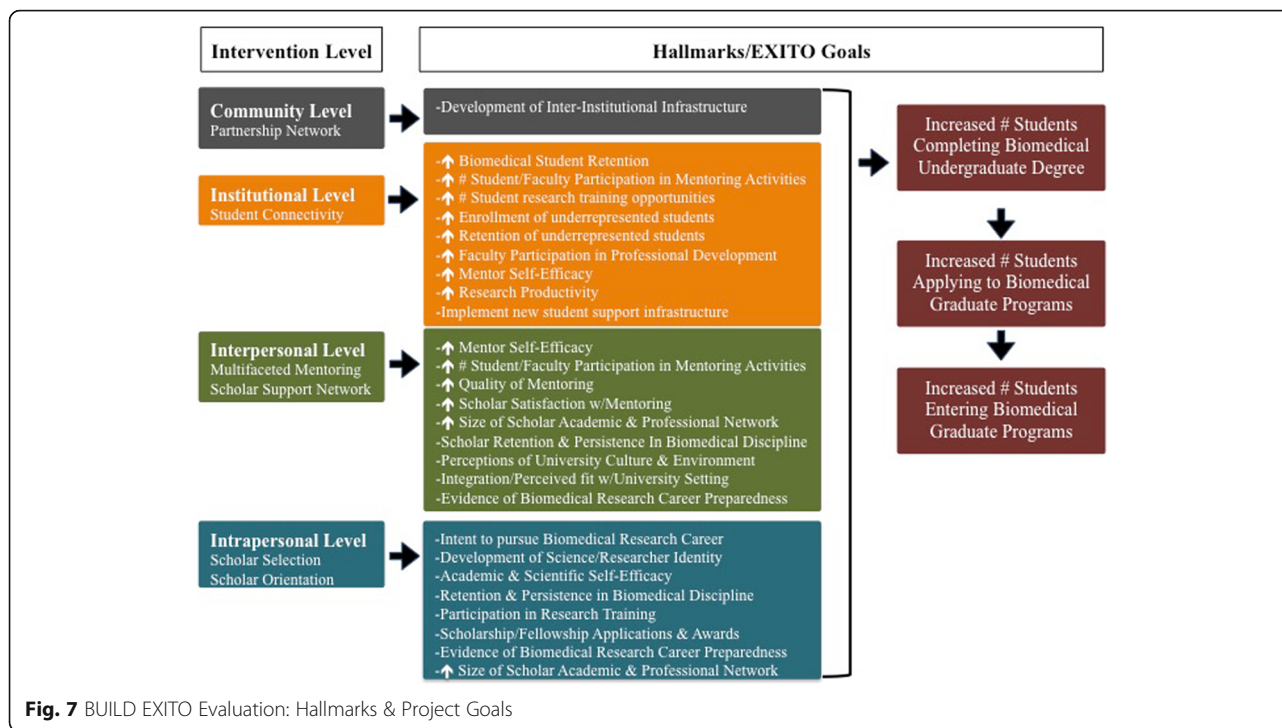 Intervention Level
Hallmarks/EXITO Goals
Community Level
Partnership Network
-Development of Inter-Institutional Infrastructure
Institutional Level
Student Connectivity
-↑ Biomedical Student Retention
-↑ # Student/Faculty Participation in Mentoring Activities
-↑ # Student research training opportunities
-↑ Enrollment of underrepresented students
-↑ Retention of underrepresented students
-↑ Faculty Participation in Professional Development
-↑ Mentor Self-Efficacy
-↑ Research Productivity
-Implement new student support infrastructure
Interpersonal Level
Multifaceted Mentoring
Scholar Support Network
-↑ Mentor Self-Efficacy
-↑ # Student/Faculty Participation in Mentoring Activities
-↑ Quality of Mentoring
-↑ Scholar Satisfaction w/Mentoring
-↑ Size of Scholar Academic & Professional Network
-Scholar Retention & Persistence In Biomedical Discipline
-Perceptions of University Culture & Environment
-Integration/Perceived fit w/University Setting
-Evidence of Biomedical Research Career Preparedness
Intrapersonal Level
Scholar Selection
Scholar Orientation
-Intent to pursue Biomedical Research Career
-Development of Science/Researcher Identity
-Academic & Scientific Self-Efficacy
-Retention & Persistence in Biomedical Discipline
-Participation in Research Training
-Scholarship/Fellowship Applications & Awards
-Evidence of Biomedical Research Career Preparedness
-↑ Size of Scholar Academic & Professional Network
Increased # Students
Completing Biomedical
Undergraduate Degree
Increased # Students
Applying to Biomedical
Graduate Programs
Increased # Students
Entering Biomedical
Graduate Programs
Fig. 7 BUILD EXITO Evaluation: Hallmarks & Project Goals